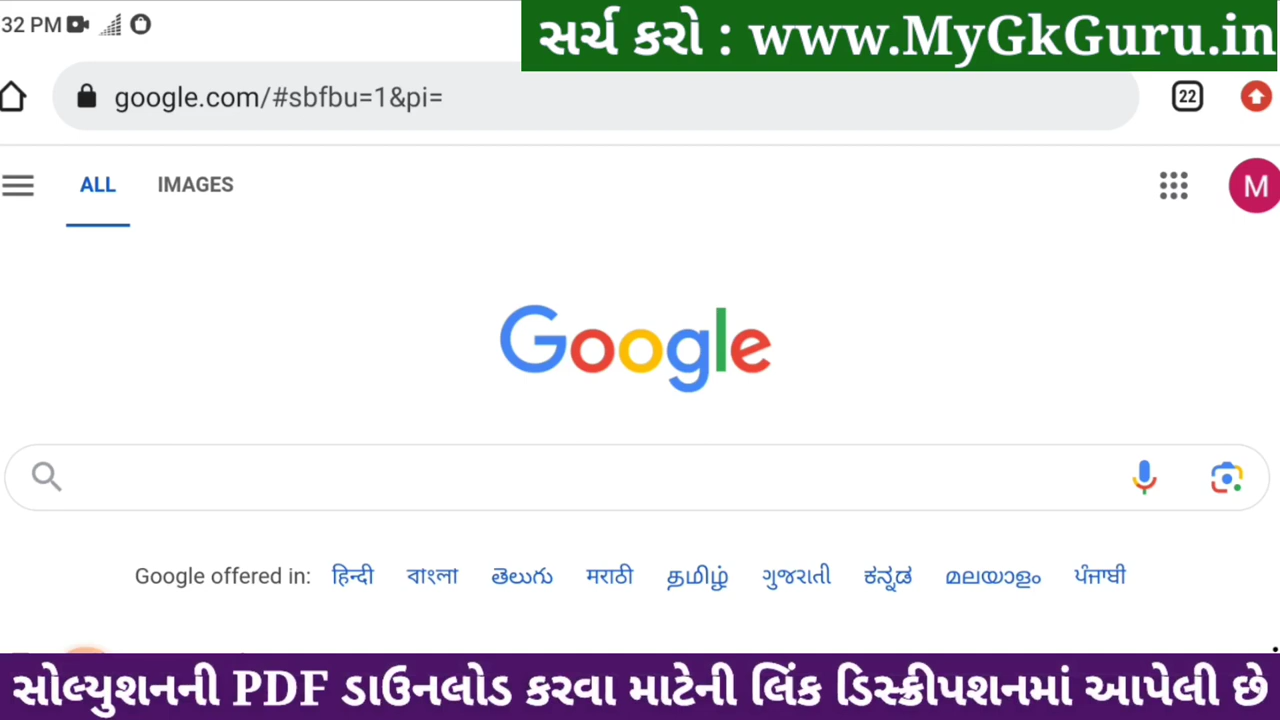 32 PM
સર્ચ કરો : www.MyGkGuru.in
google.com/#sbfbu=1&pi=
22
ALL IMAGES
M
Google
Google offered in: हिन्दी বাংলা తెలుగు मराठी தமிழ் ગુજરાતી ಕನ್ನಡ മലയാളം ਪੰਜਾਬੀ
સોલ્યુશનની PDF ડાઉનલોડ કરવા માટેની લિંક ડિસ્ક્રીપશનમાં આપેલી છે